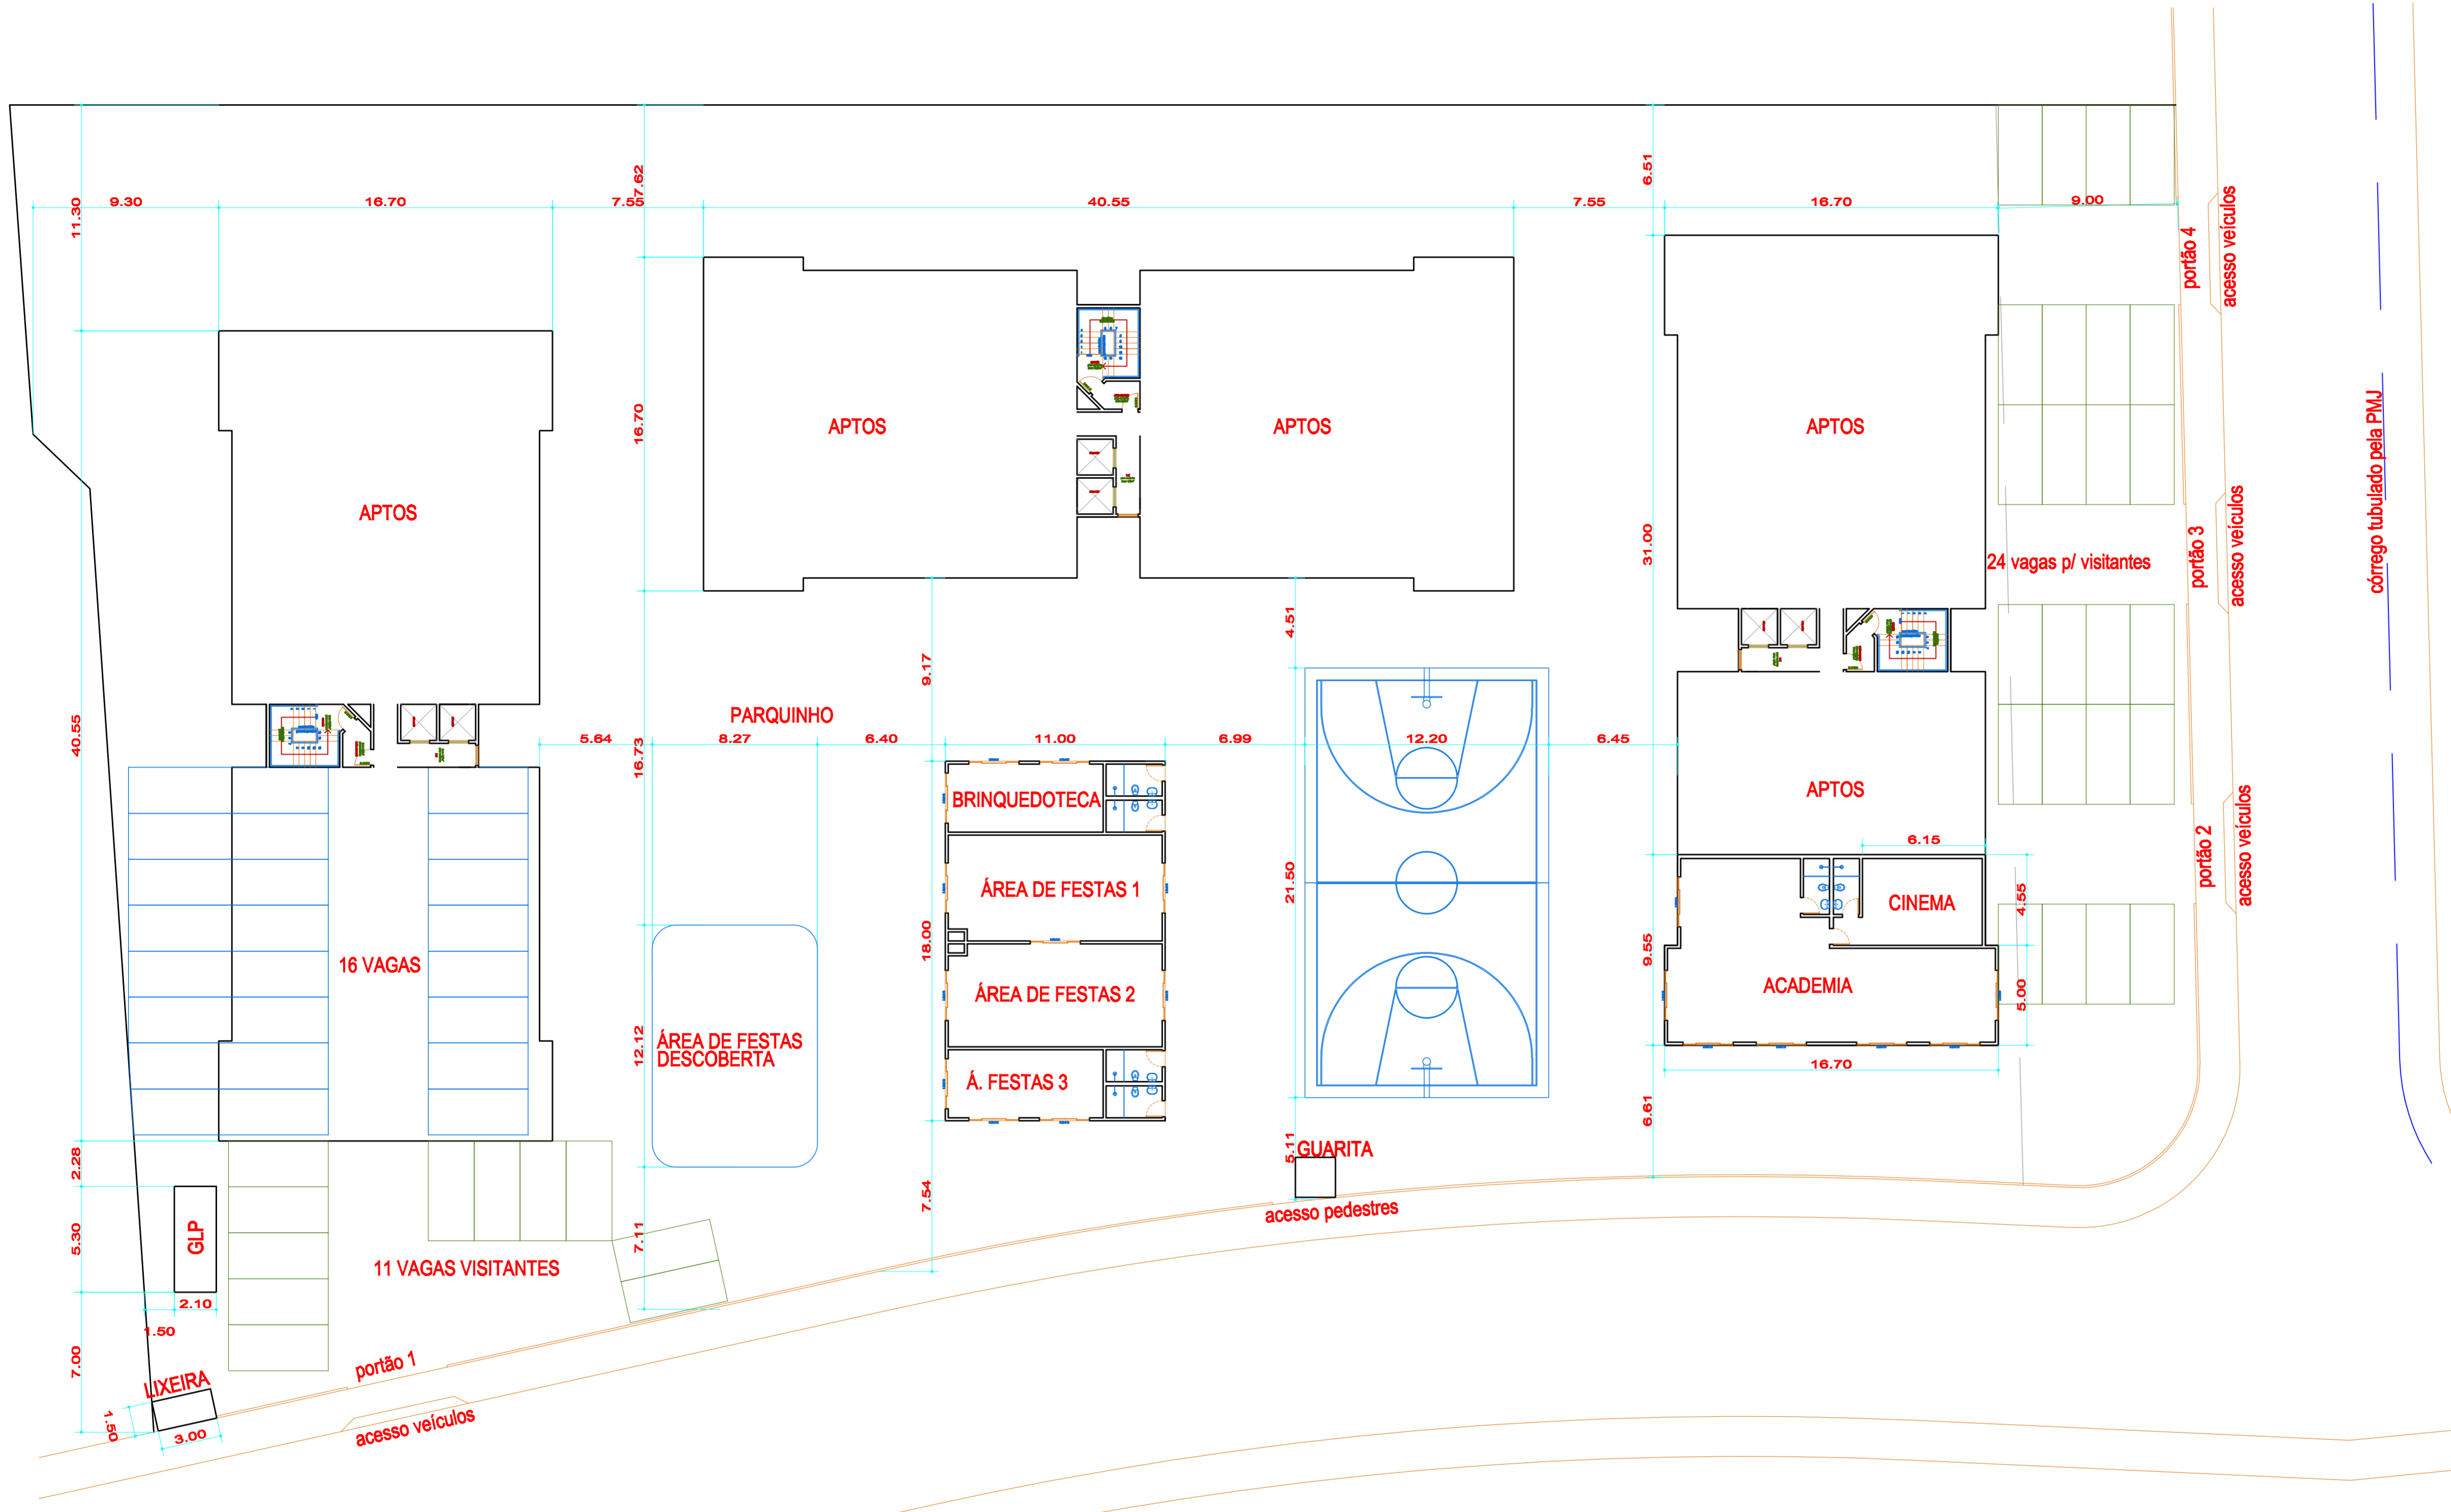 11.30
9.30
16.70
7.55
7.62
40.55
7.55
6.51
16.70
9.00
portão 4
acesso veículos
16.70
APTOS
APTOS
APTOS
APTOS
31.00
24 vagas p/ visitantes
portão 3
acesso veículos
córrego tubulado pela PMJ
4.51
9.17
PARQUINHO
40.55
5.64
16.73
8.27
6.40
11.00
6.99
12.20
6.45
APTOS
BRINQUEDOTECA
6.15
portão 2
acesso veículos
ÁREA DE FESTAS 1
21.50
CINEMA
4.55
16 VAGAS
18.00
9.55
ÁREA DE FESTAS 2
ACADEMIA
5.00
12.12
ÁREA DE FESTAS
DESCOBERTA
Á. FESTAS 3
16.70
6.61
2.28
5.11
GUARITA
7.54
acesso pedestres
5.30
GLP
7.11
11 VAGAS VISITANTES
2.10
1.50
7.00
portão 1
LIXEIRA
1.50
3.00
acesso veículos